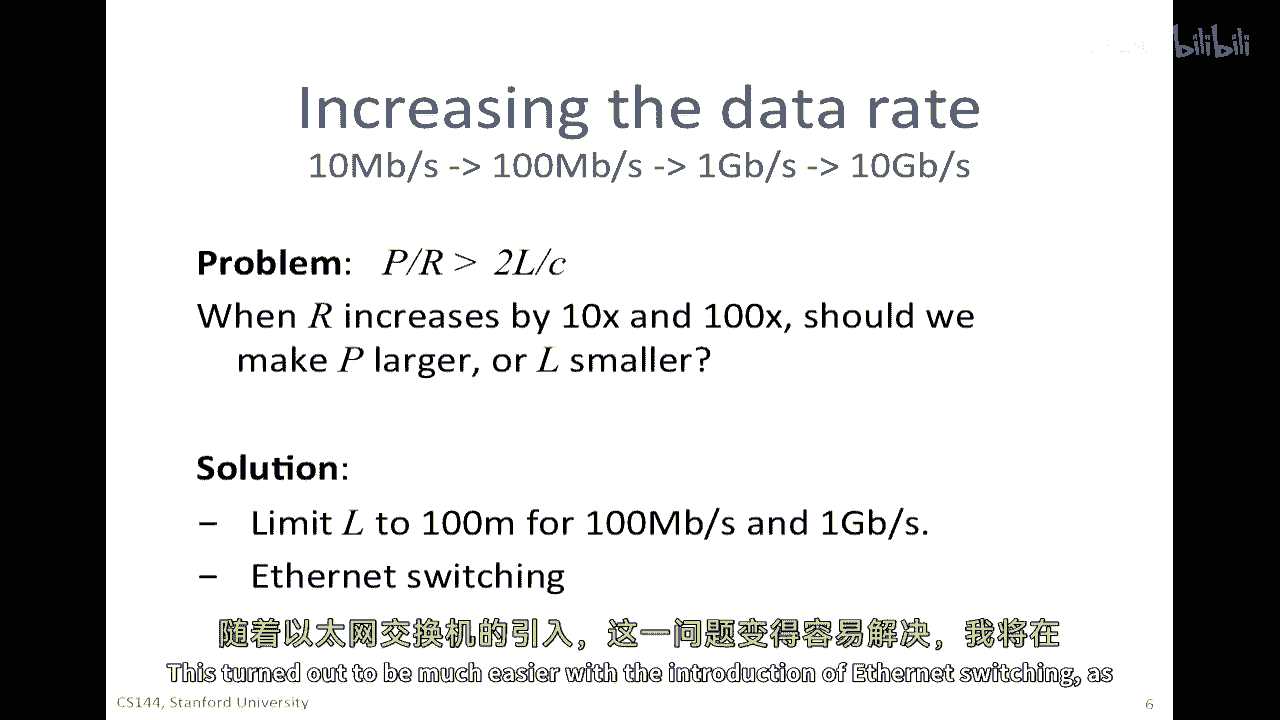 bilibili
Increasing the data rate
10Mb/s -> 100Mb/s -> 1Gb/s -> 10Gb/s
Problem: P/R > 2L/c
When R increases by 10x and 100x, should we
make P larger, or L smaller?
Solution:
– Limit L to 100m for 100Mb/s and 1Gb/s.
– Ethernet switching
随着以太网交换机的引入，这一问题变得容易解决，我将在
This turned out to be much easier with the introduction of Ethernet switching, as
CS144, Stanford University
6